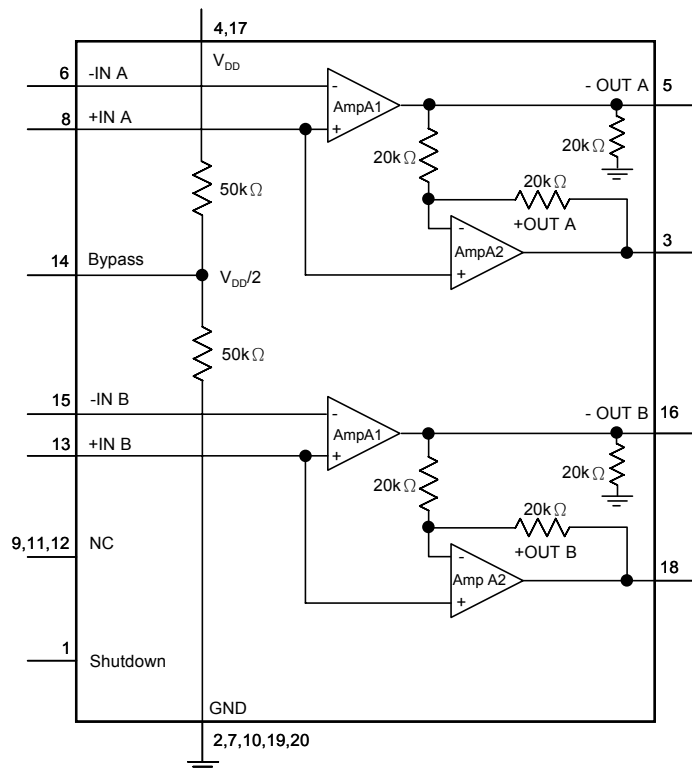 4,17
V_DD
6 -IN A
AmpA1
-
+
- OUT A 5
8 +IN A
20kΩ
20kΩ
50kΩ
20kΩ
+OUT A
3
-
AmpA2
+
14 Bypass
V_DD/2
50kΩ
15 -IN B
-
AmpA1
+
- OUT B 16
13 +IN B
20kΩ
20kΩ
20kΩ
+OUT B
9,11,12 NC
-
Amp A2
+
18
1
Shutdown
GND
2,7,10,19,20